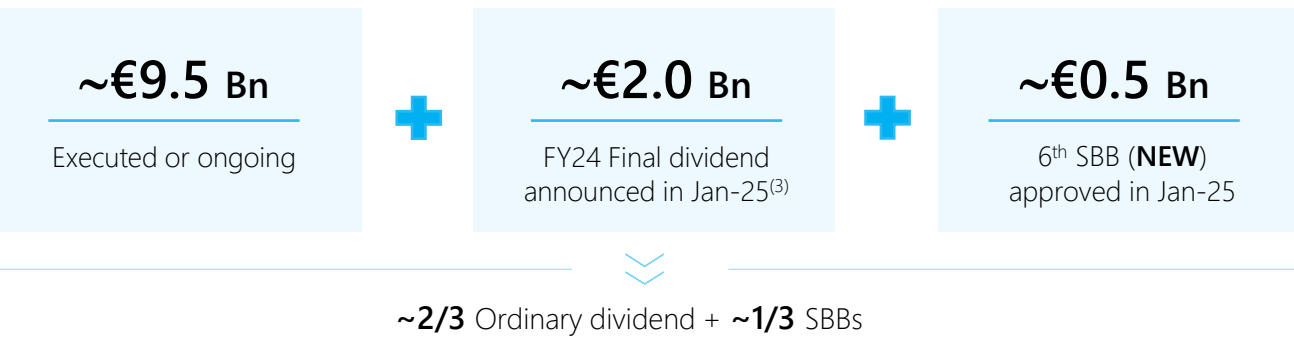 ~€9.5 Bn
Executed or ongoing
~€2.0 Bn
FY24 Final dividend
announced in Jan-25(3)
~€0.5 Bn
6th SBB (NEW)
approved in Jan-25
~2/3 Ordinary dividend + ~1/3 SBBs